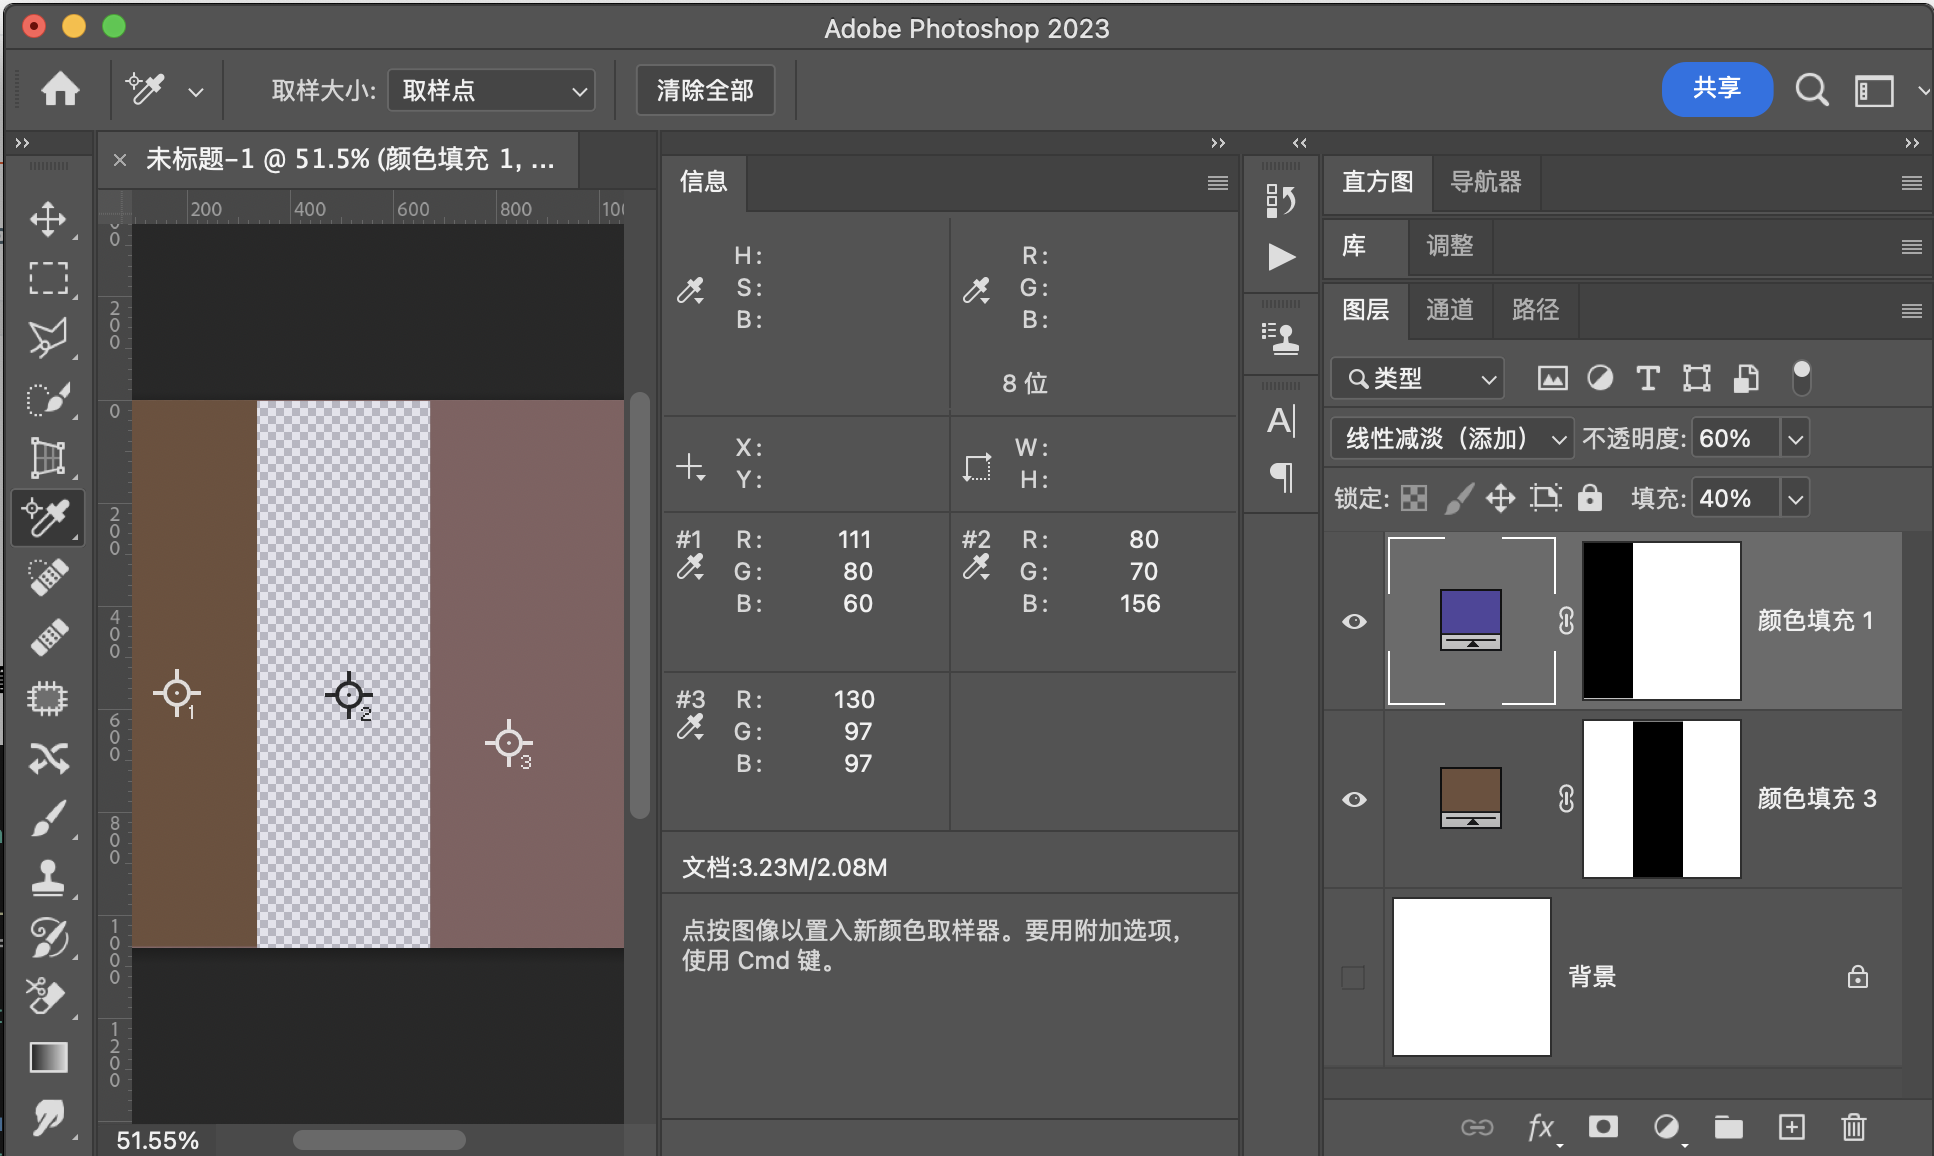 Adobe Photoshop 2023
取样大小: 取样点 清除全部 共享
× 未标题-1 @ 51.5% (颜色填充 1, ...
信息
直方图 导航器
库 调整
图层 通道 路径
200 400 600 800
H:
S:
B:
R:
G:
B:
8 位
X:
Y:
W:
H:
#1 R: 111
G: 80
B: 60
#2 R: 80
G: 70
B: 156
#3 R: 130
G: 97
B: 97
文档:3.23M/2.08M
点按图像以置入新颜色取样器。要用附加选项,
使用 Cmd 键。
类型
线性减淡（添加） 不透明度: 60%
锁定: 填充: 40%
颜色填充 1
颜色填充 3
背景
0
200
0
200
400
600
800
1000
1200
1
2
3
51.55%
fx